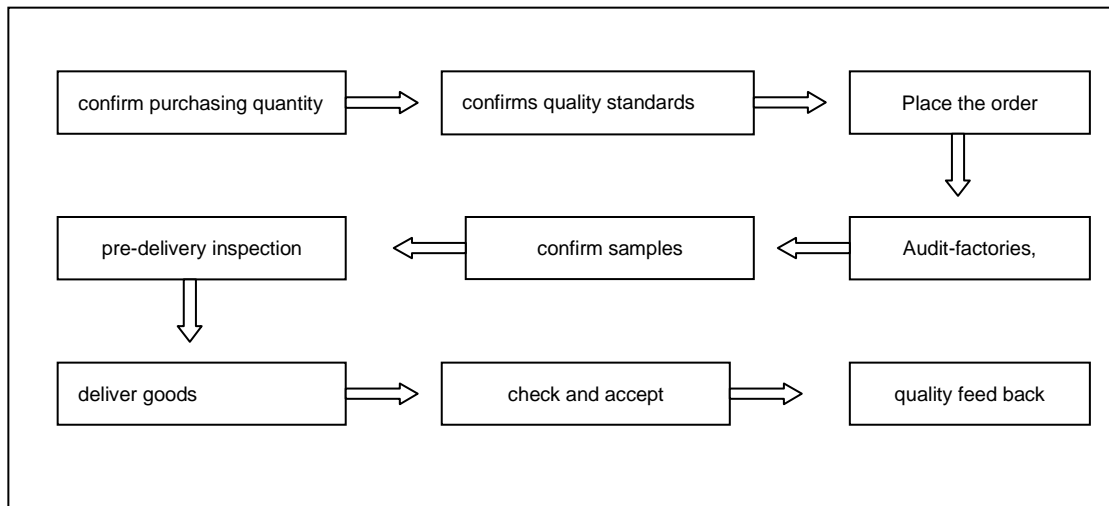 confirm purchasing quantity
confirms quality standards
Place the order
Audit-factories,
confirm samples
pre-delivery inspection
deliver goods
check and accept
quality feed back